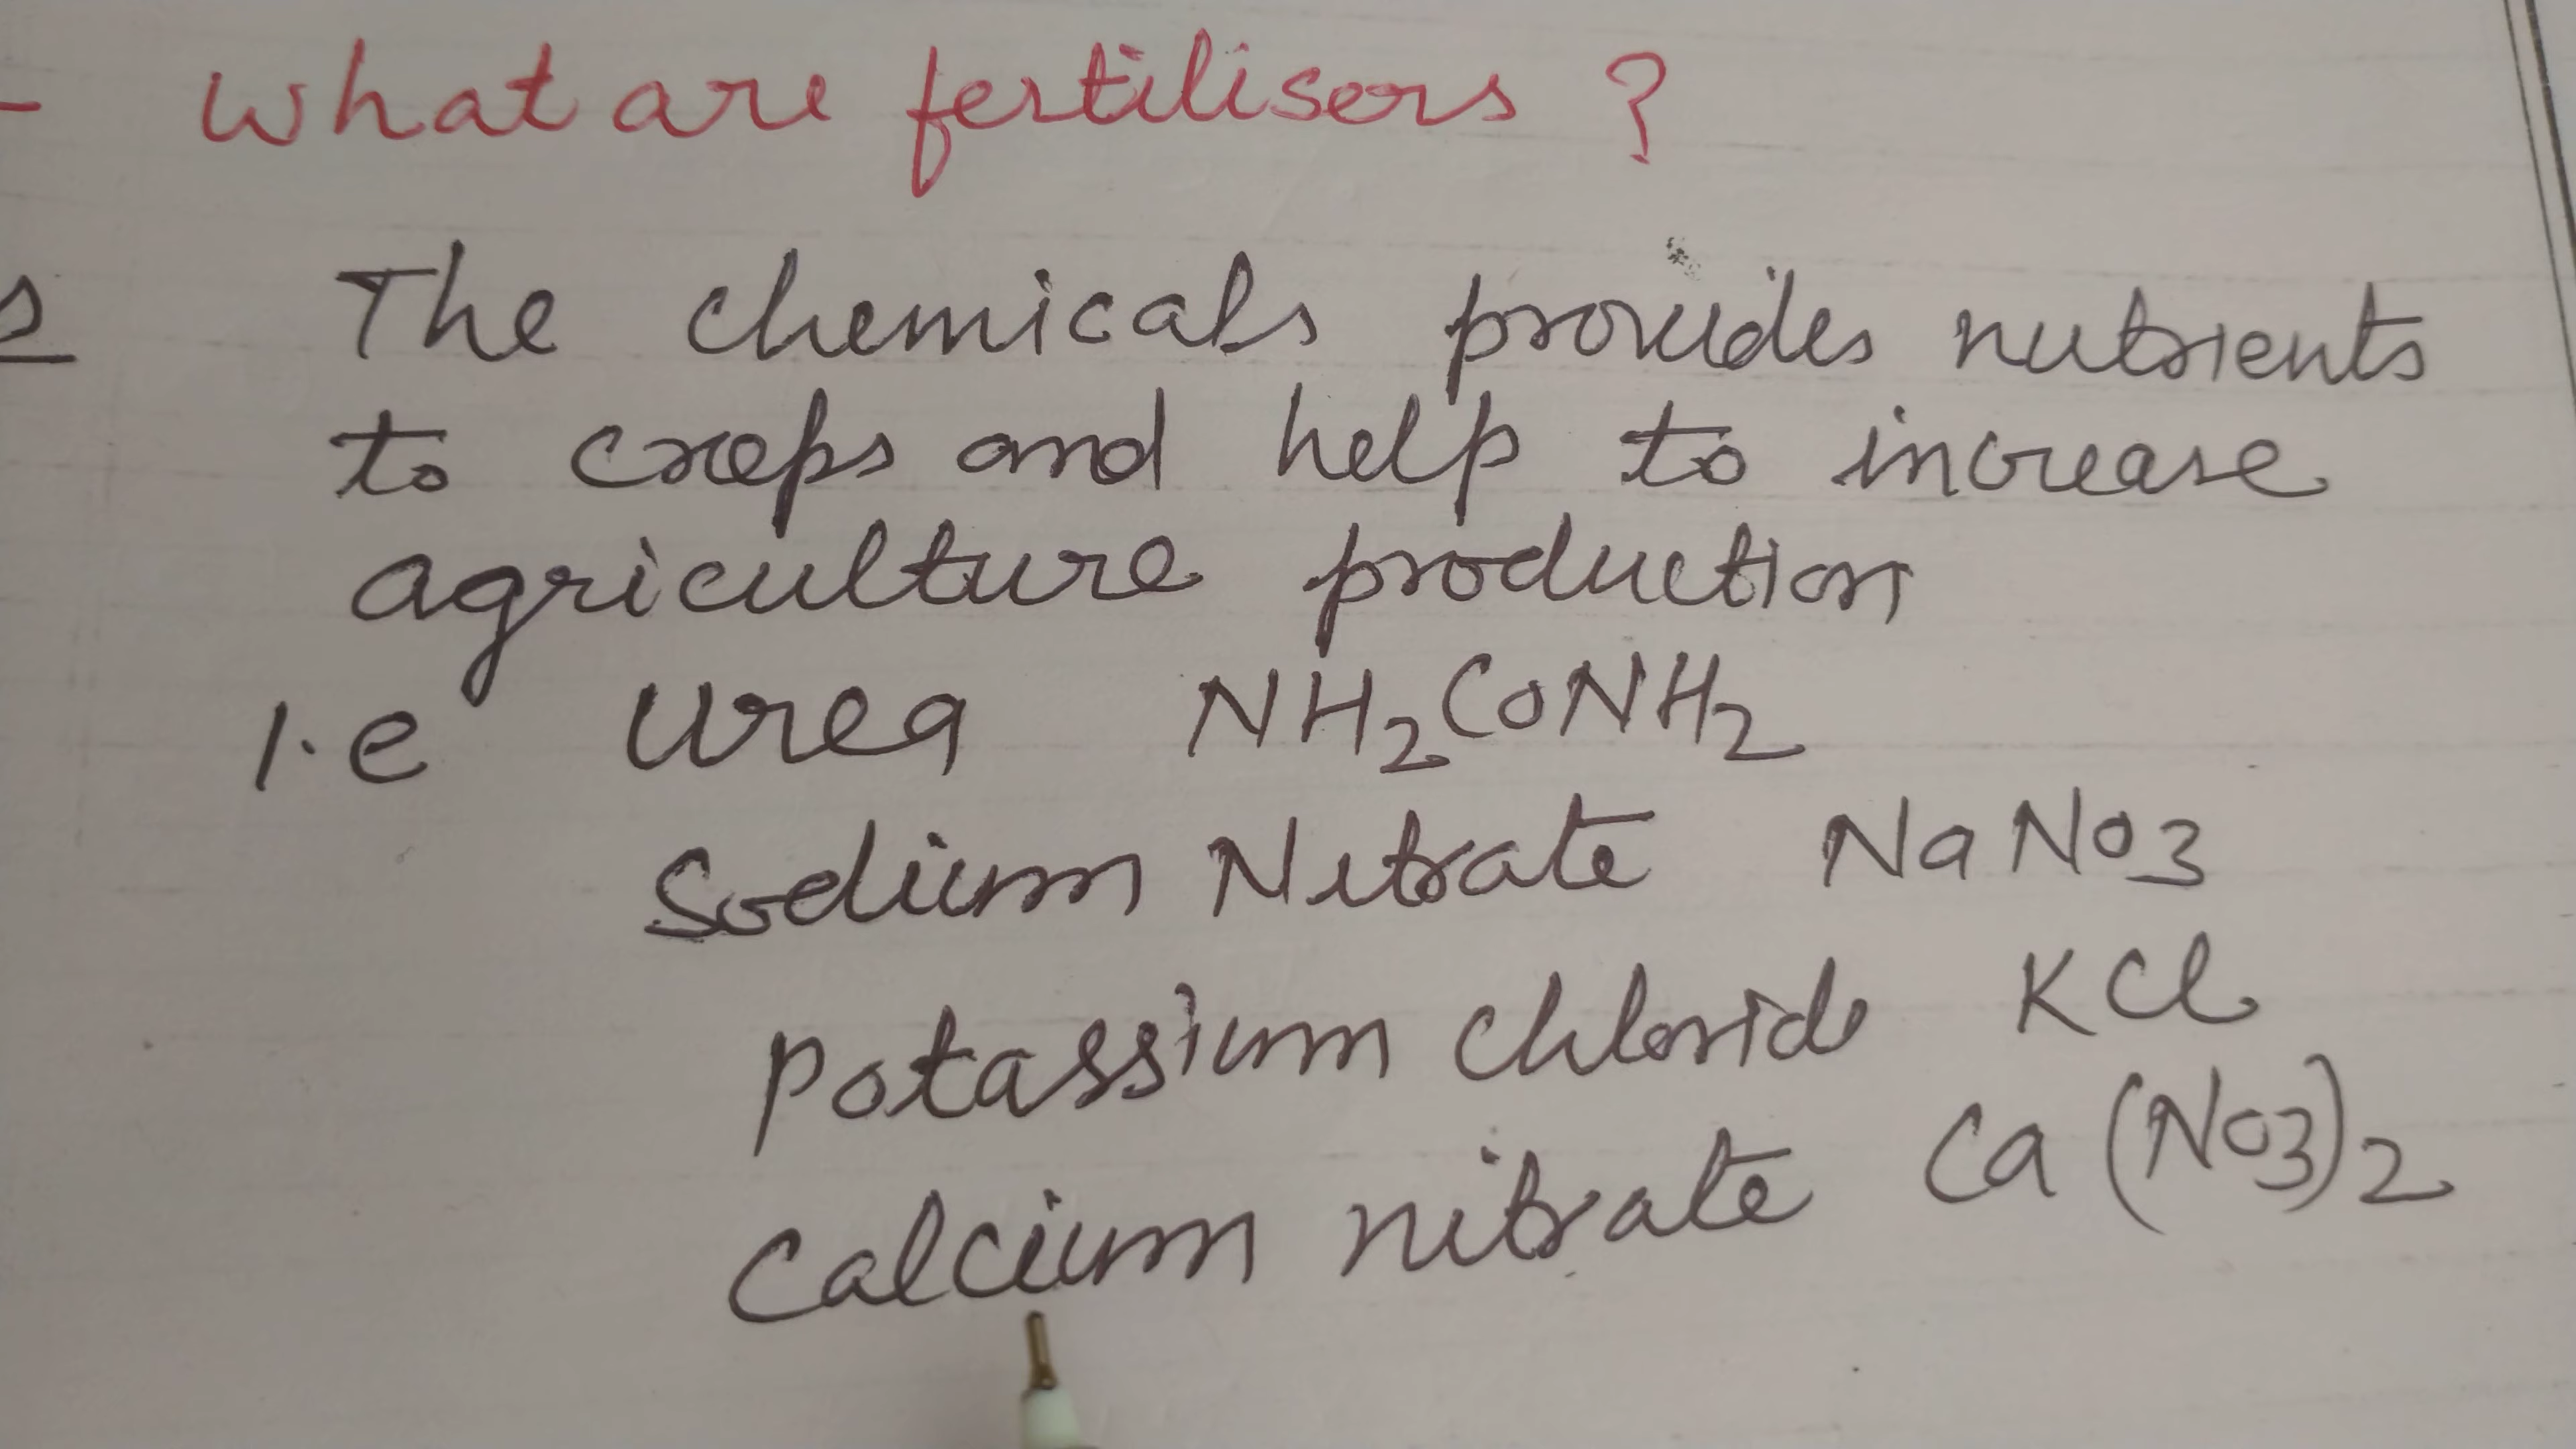 - What are fertilisers ?
s The chemicals provides nutrients
to crops and help to increase
agriculture production
i.e urea NH2CONH2
Sodium Nitrate NaNO3
potassium chloride KCl
calcium nitrate Ca(NO3)2